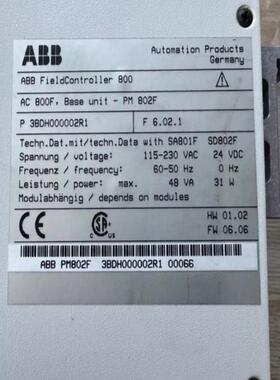 ABB
Automation Products
Germany
ABB FieldController 800
AC 800F, Base unit - PM 802F
P 3BDH000002R1
F 6.02.1
Techn.Dat.mit/techn.Data with SA801F SD802F
Spannung / voltage: 115-230 VAC 24 VDC
Frequenz / frequency: 60-50 Hz 0 Hz
Leistung / power - max: 48 VA 31 W
Modulabhängig / depends on modules
HW 01.02
FW 06.06
ABB PM802F 3BDH000002R1 00066